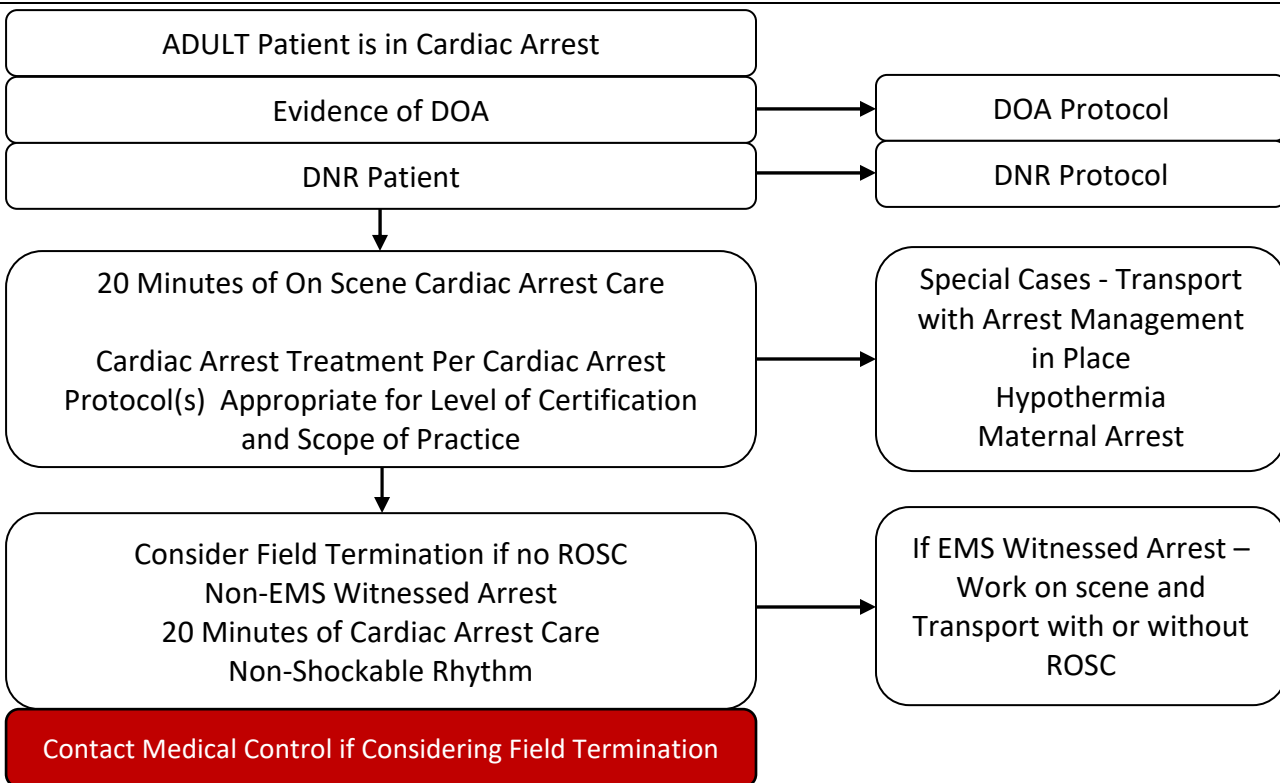 ADULT Patient is in Cardiac Arrest
Evidence of DOA
DOA Protocol
DNR Patient
DNR Protocol
20 Minutes of On Scene Cardiac Arrest Care
Cardiac Arrest Treatment Per Cardiac Arrest
Protocol(s) Appropriate for Level of Certification
and Scope of Practice
Special Cases - Transport
with Arrest Management
in Place
Hypothermia
Maternal Arrest
Consider Field Termination if no ROSC
Non-EMS Witnessed Arrest
20 Minutes of Cardiac Arrest Care
Non-Shockable Rhythm
If EMS Witnessed Arrest –
Work on scene and
Transport with or without
ROSC
Contact Medical Control if Considering Field Termination